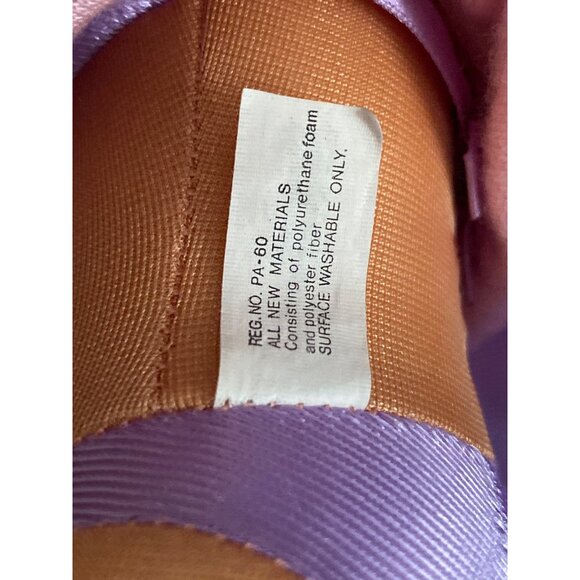 REG.NO. PA-60
ALL NEW MATERIALS
Consisting of polyurethane foam
and polyester fiber
SURFACE WASHABLE ONLY.